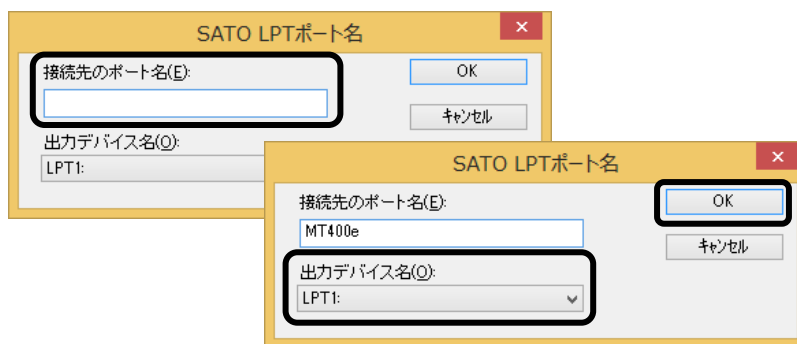 SATO LPTポート名
接続先のポート名(E):
OK
キャンセル
出力デバイス名(O):
LPT1:
SATO LPTポート名
接続先のポート名(E):
OK
MT400e
キャンセル
出力デバイス名(O):
LPT1: